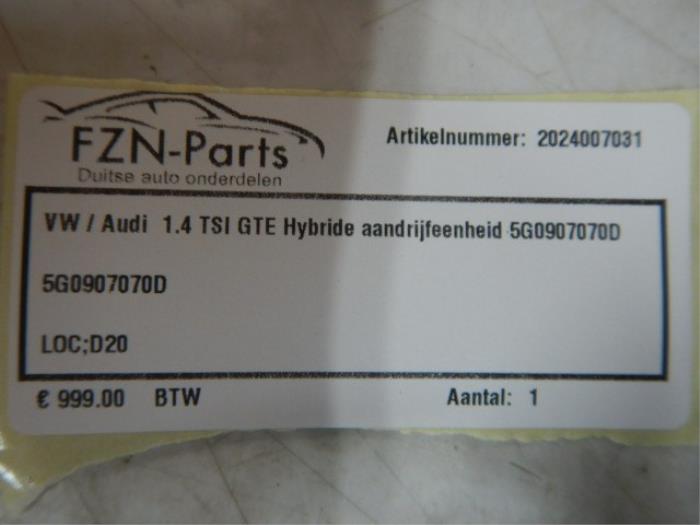 FZN-Parts
Duitse auto onderdelen
Artikelnummer: 2024007031
VW / Audi 1.4 TSI GTE Hybride aandrijfeenheid 5G0907070D
5G0907070D
LOC;D20
€ 999.00 BTW Aantal: 1